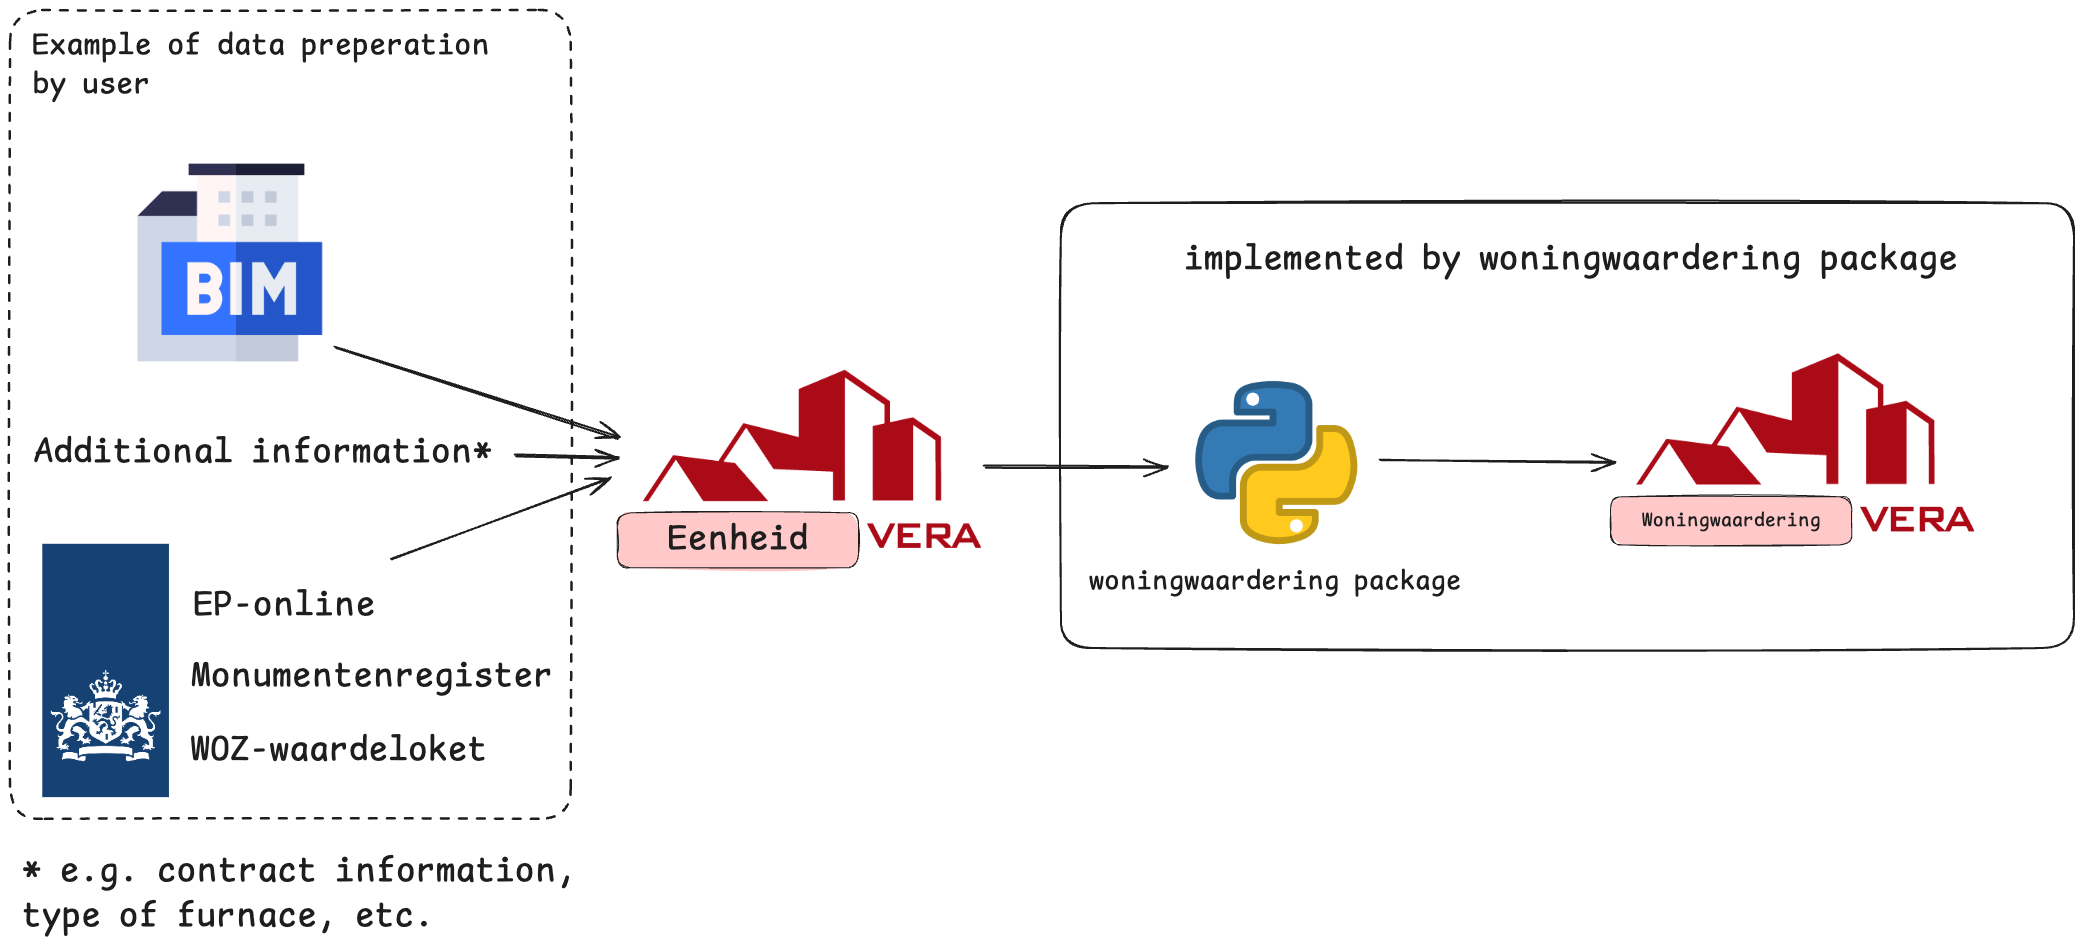 Example of data preperation
by user
BIM
Additional information*
EP-online
Monumentenregister
WOZ-waardeloket
* e.g. contract information,
type of furnace, etc.
Eenheid
VERA
implemented by woningwaardering package
woningwaardering package
Woningwaardering
VERA